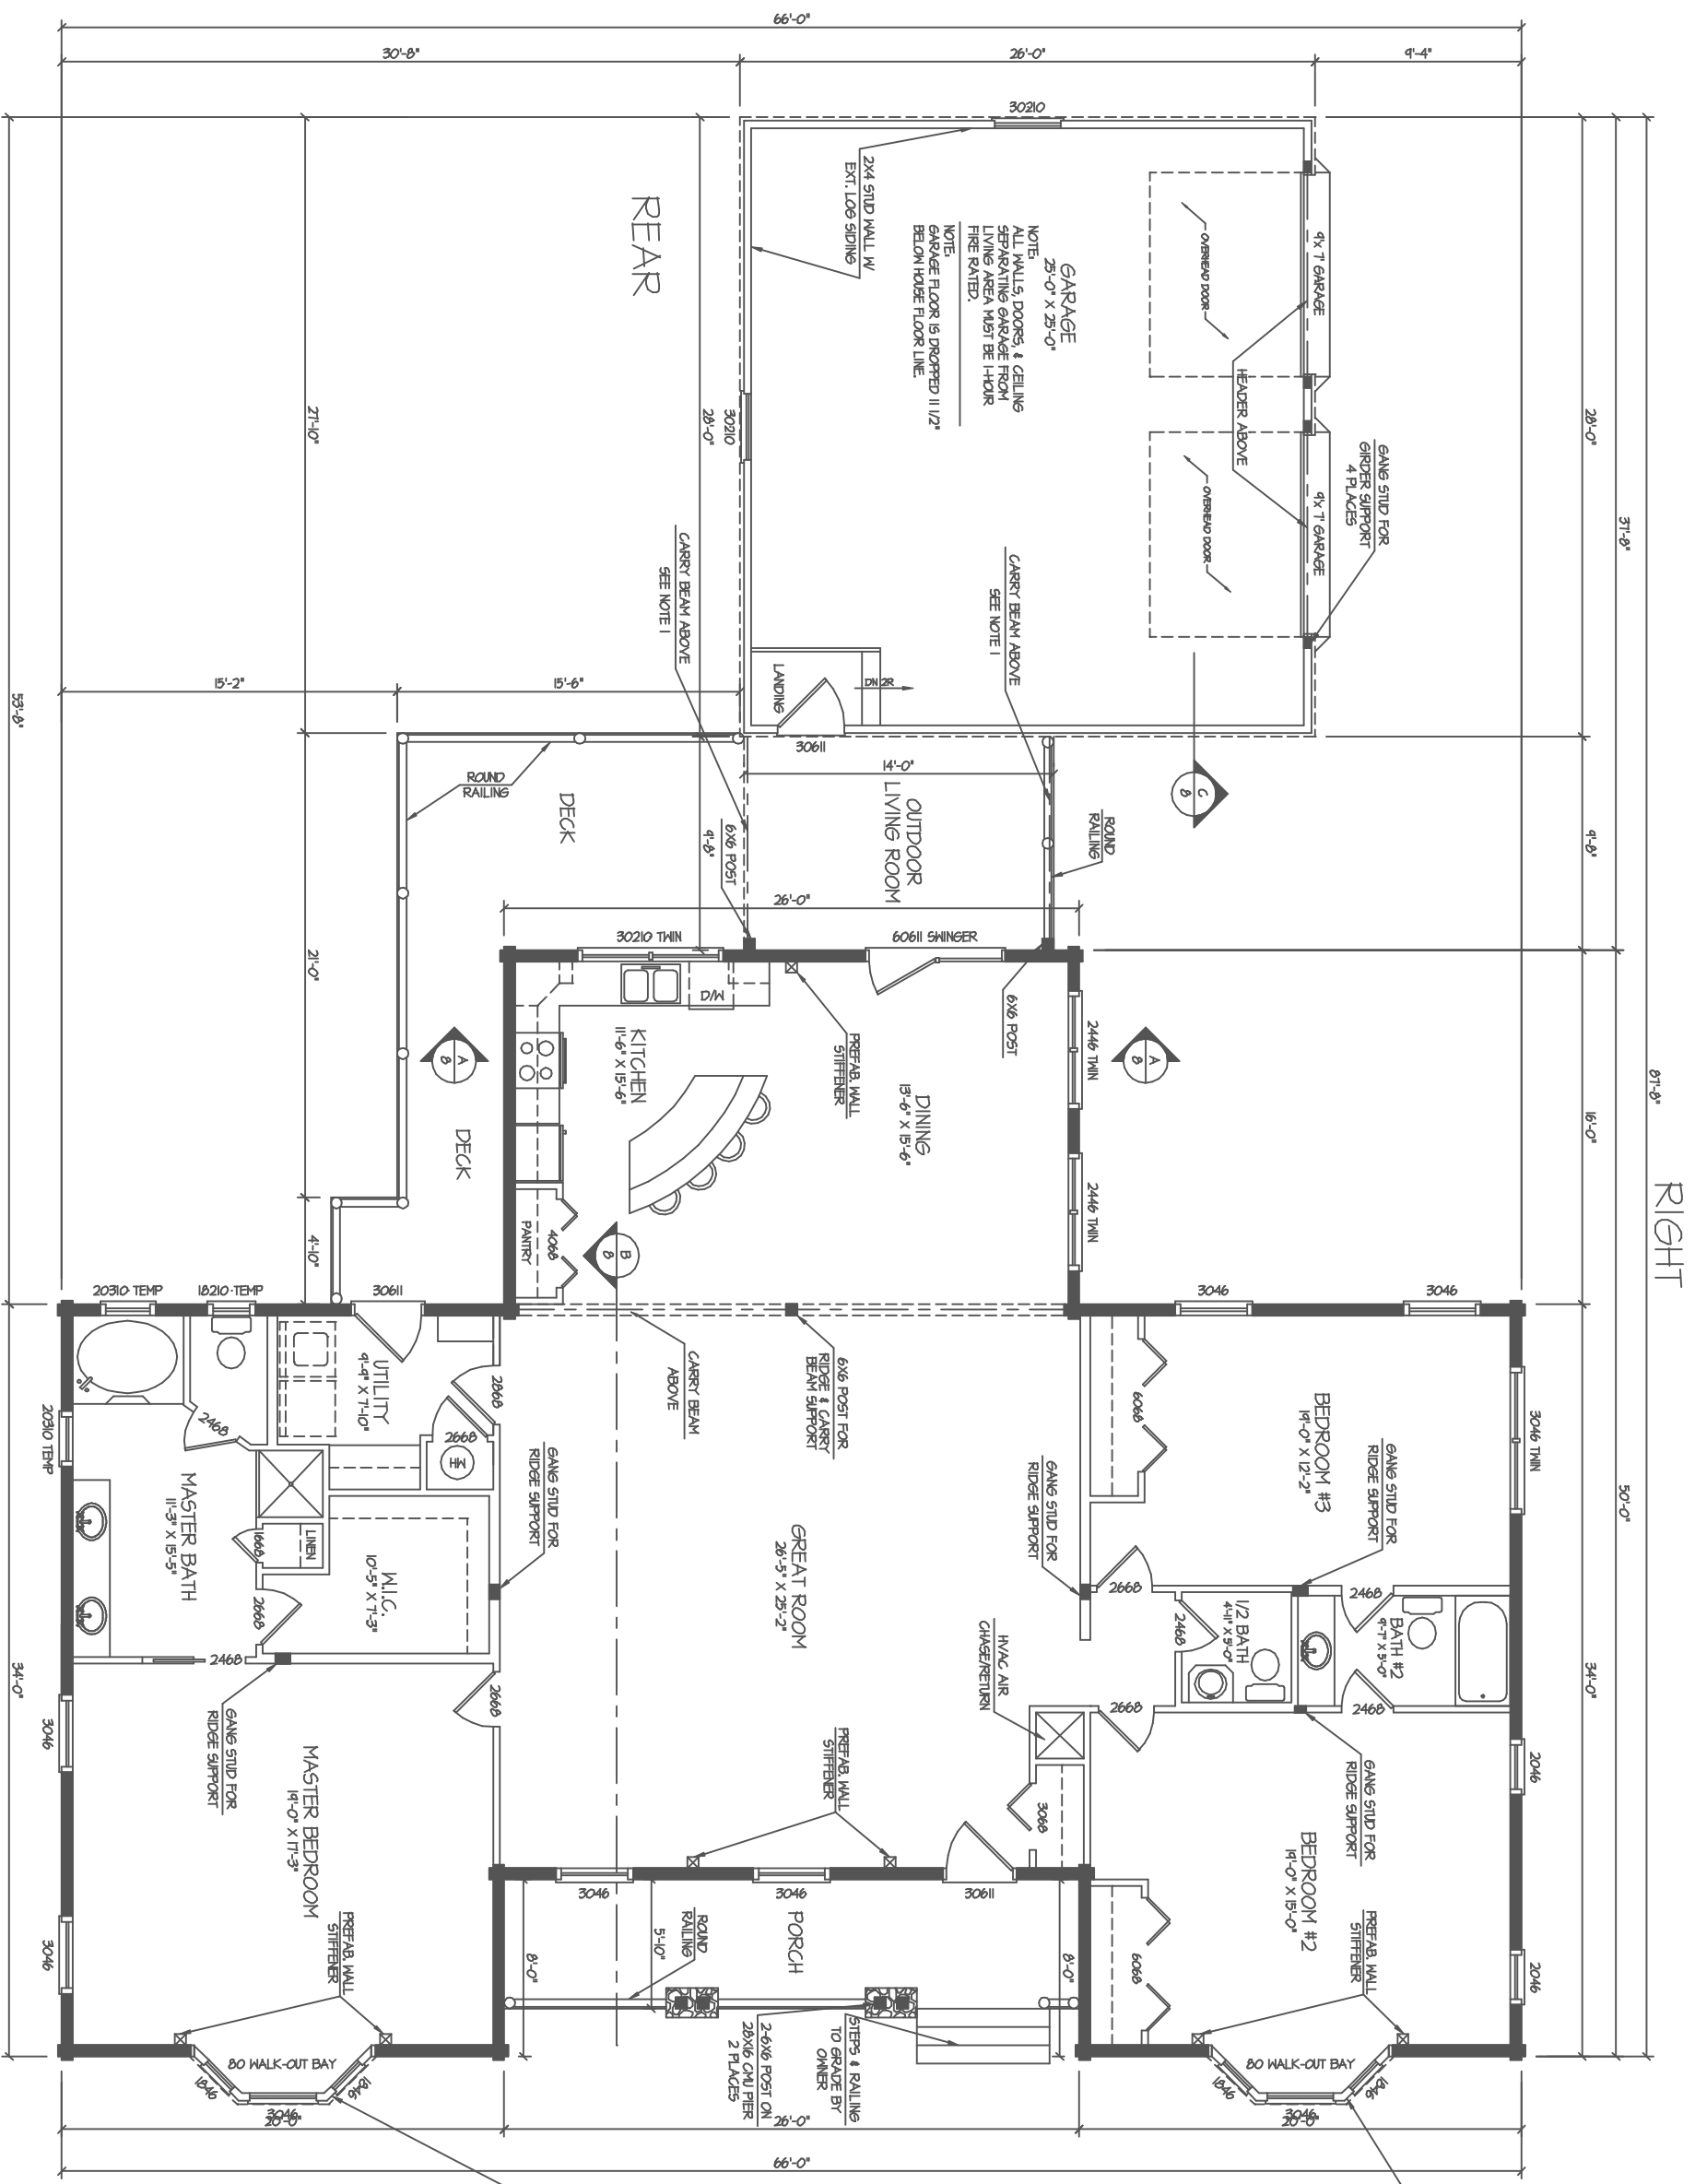 66'-0"
30'-8"
26'-0"
9'-4"
RIGHT
87'-8"
37'-8"
50'-0"
28'-0"
9'-8"
16'-0"
34'-0"
REAR
53'-8"
34'-0"
27'-10"
21'-0"
4'-10"
28'-0"
9'-8"
15'-2"
15'-6"
14'-0"
26'-0"
30210
2X4 STUD WALL W/
EXT. LOG SIDING
GARAGE
25'-0" X 25'-0"
NOTE:
ALL WALLS, DOORS, & CEILING
SEPARATING GARAGE FROM
LIVING AREA MUST BE 1-HOUR
FIRE RATED.
NOTE:
GARAGE FLOOR IS DROPPED 11 1/2"
BELOW HOUSE FLOOR LINE.
30210
9'x 7' GARAGE
OVERHEAD DOOR
HEADER ABOVE
9'x 7' GARAGE
OVERHEAD DOOR
GANG STUD FOR
GIRDER SUPPORT
4 PLACES
CARRY BEAM ABOVE
SEE NOTE 1
CARRY BEAM ABOVE
SEE NOTE 1
LANDING
DN 2R
30611
C
8
ROUND
RAILING
DECK
OUTDOOR
LIVING ROOM
ROUND
RAILING
6X6 POST
30210 TWIN
60611 SWINGER
D/W
6X6 POST
PREFAB. WALL
STIFFENER
A
8
A
8
2446 TWIN
2446 TWIN
KITCHEN
11'-6" X 15'-6"
DINING
13'-6" X 15'-6"
DECK
PANTRY
4068
B
8
20310 TEMP
18210 TEMP
30611
3046
3046
UTILITY
9'-9" X 7'-10"
2868
2668
WH
CARRY BEAM
ABOVE
6X6 POST FOR
RIDGE & CARRY
BEAM SUPPORT
GANG STUD FOR
RIDGE SUPPORT
GANG STUD FOR
RIDGE SUPPORT
6068
BEDROOM #3
19'-0" X 12'-2"
GANG STUD FOR
RIDGE SUPPORT
3046 TWIN
20310 TEMP
2468
MASTER BATH
11'-3" X 15'-5"
1668
LINEN
W.I.C.
10'-5" X 7'-3"
2668
2468
GREAT ROOM
26'-5" X 25'-2"
2668
2468
1/2 BATH
4'-11" X 5'-0"
2468
BATH #2
9'-7" X 5'-0"
2468
HVAC AIR
CHASE/RETURN
2668
2668
GANG STUD FOR
RIDGE SUPPORT
GANG STUD FOR
RIDGE SUPPORT
3046
3046
MASTER BEDROOM
19'-0" X 17'-3"
PREFAB. WALL
STIFFENER
PREFAB. WALL
STIFFENER
3068
BEDROOM #2
19'-0" X 15'-0"
PREFAB. WALL
STIFFENER
2046
2046
3046
3046
30611
6068
PORCH
8'-0"
5'-10"
8'-0"
ROUND
RAILING
2-6X6 POST ON
28X16 CMU PIER
2 PLACES
STEPS & RAILING
TO GRADE BY
OWNER
80 WALK-OUT BAY
1846
1846
3046
80 WALK-OUT BAY
1846
1846
3046
20'-0"
26'-0"
20'-0"
66'-0"